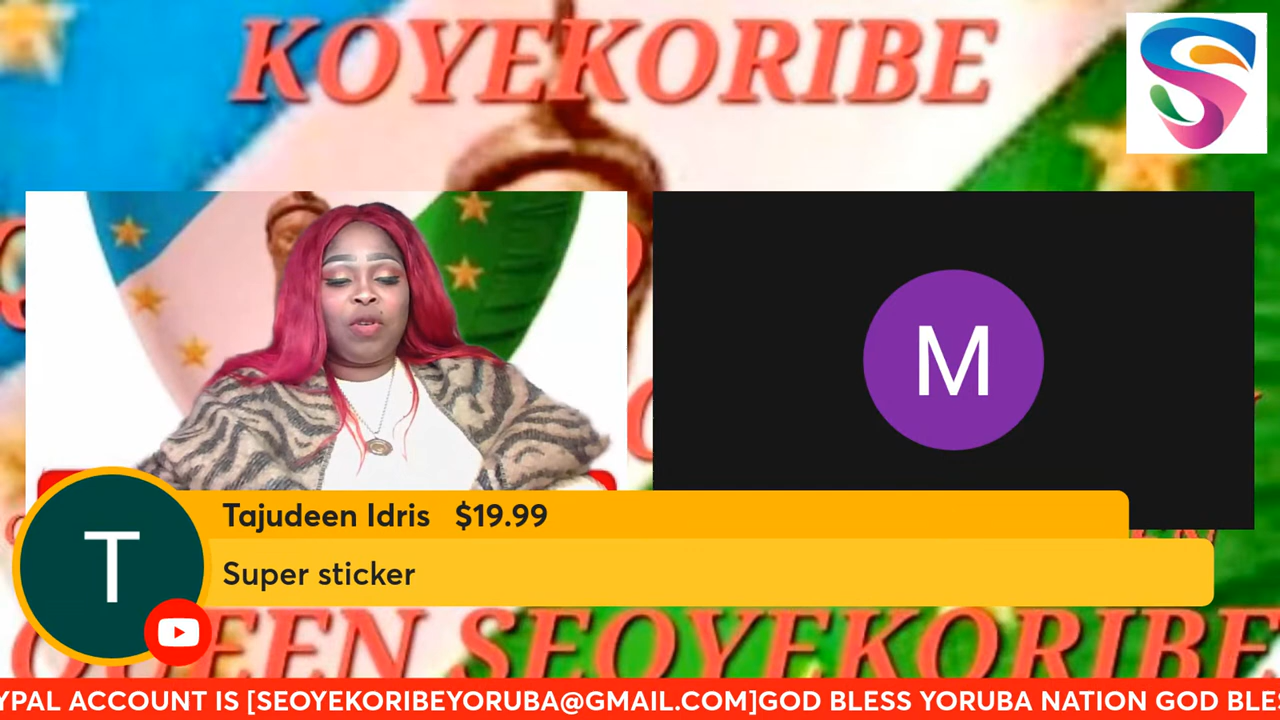 KOYEKORIBE
M
Tajudeen Idris $19.99
T
Super sticker
QUEEN SEOYEKORIBE
YPAL ACCOUNT IS [SEOYEKORIBEYORUBA@GMAIL.COM]GOD BLESS YORUBA NATION GOD BLES